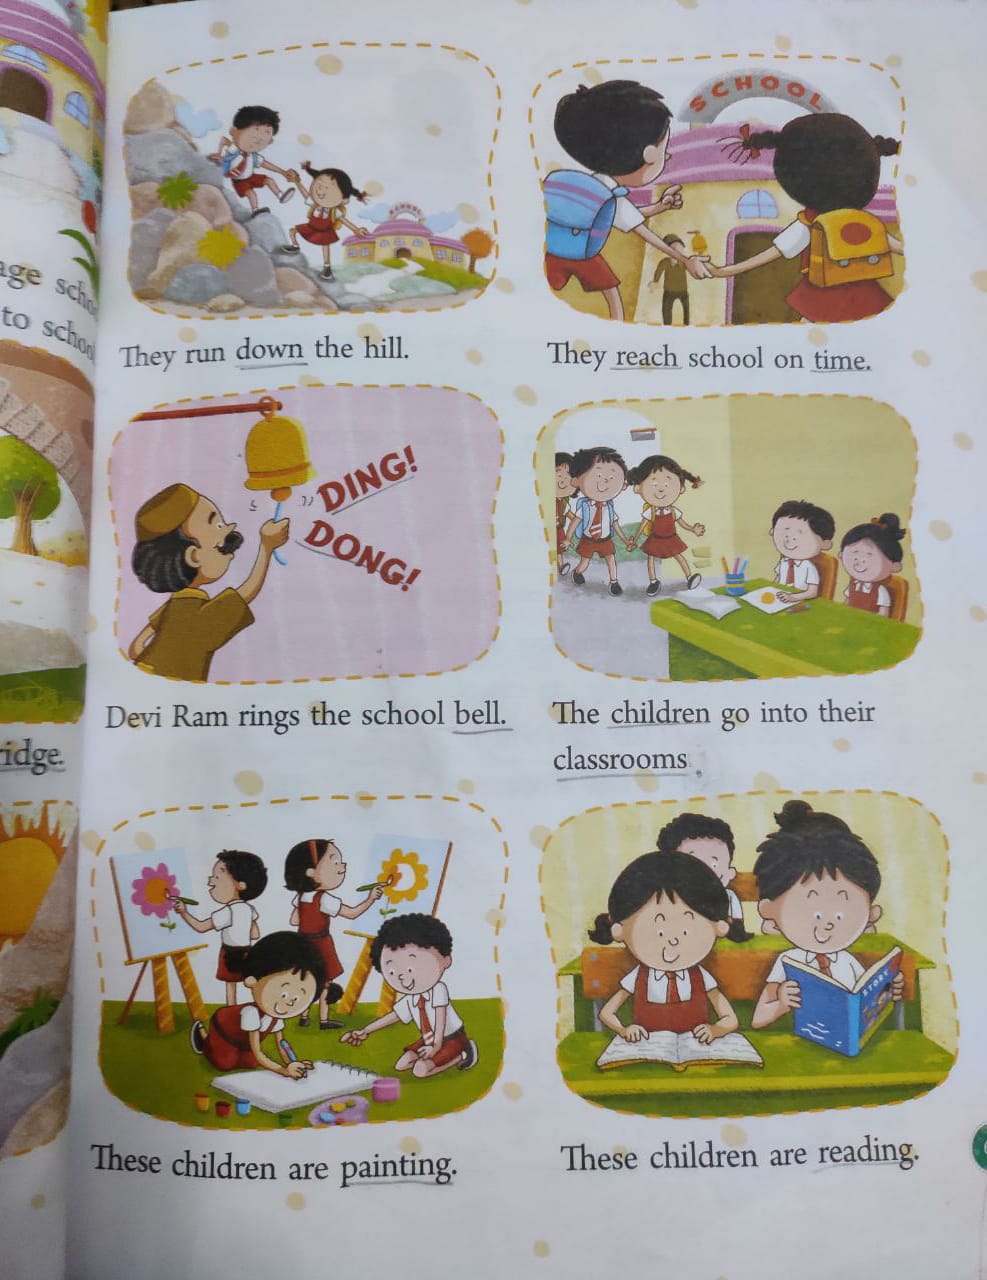 age scho
to school
ridge.
SCHOOL
They run down the hill.
SCHOOL
They reach school on time.
DING!
DONG!
Devi Ram rings the school bell.
The children go into their
classrooms.
These children are painting.
STORY
These children are reading.